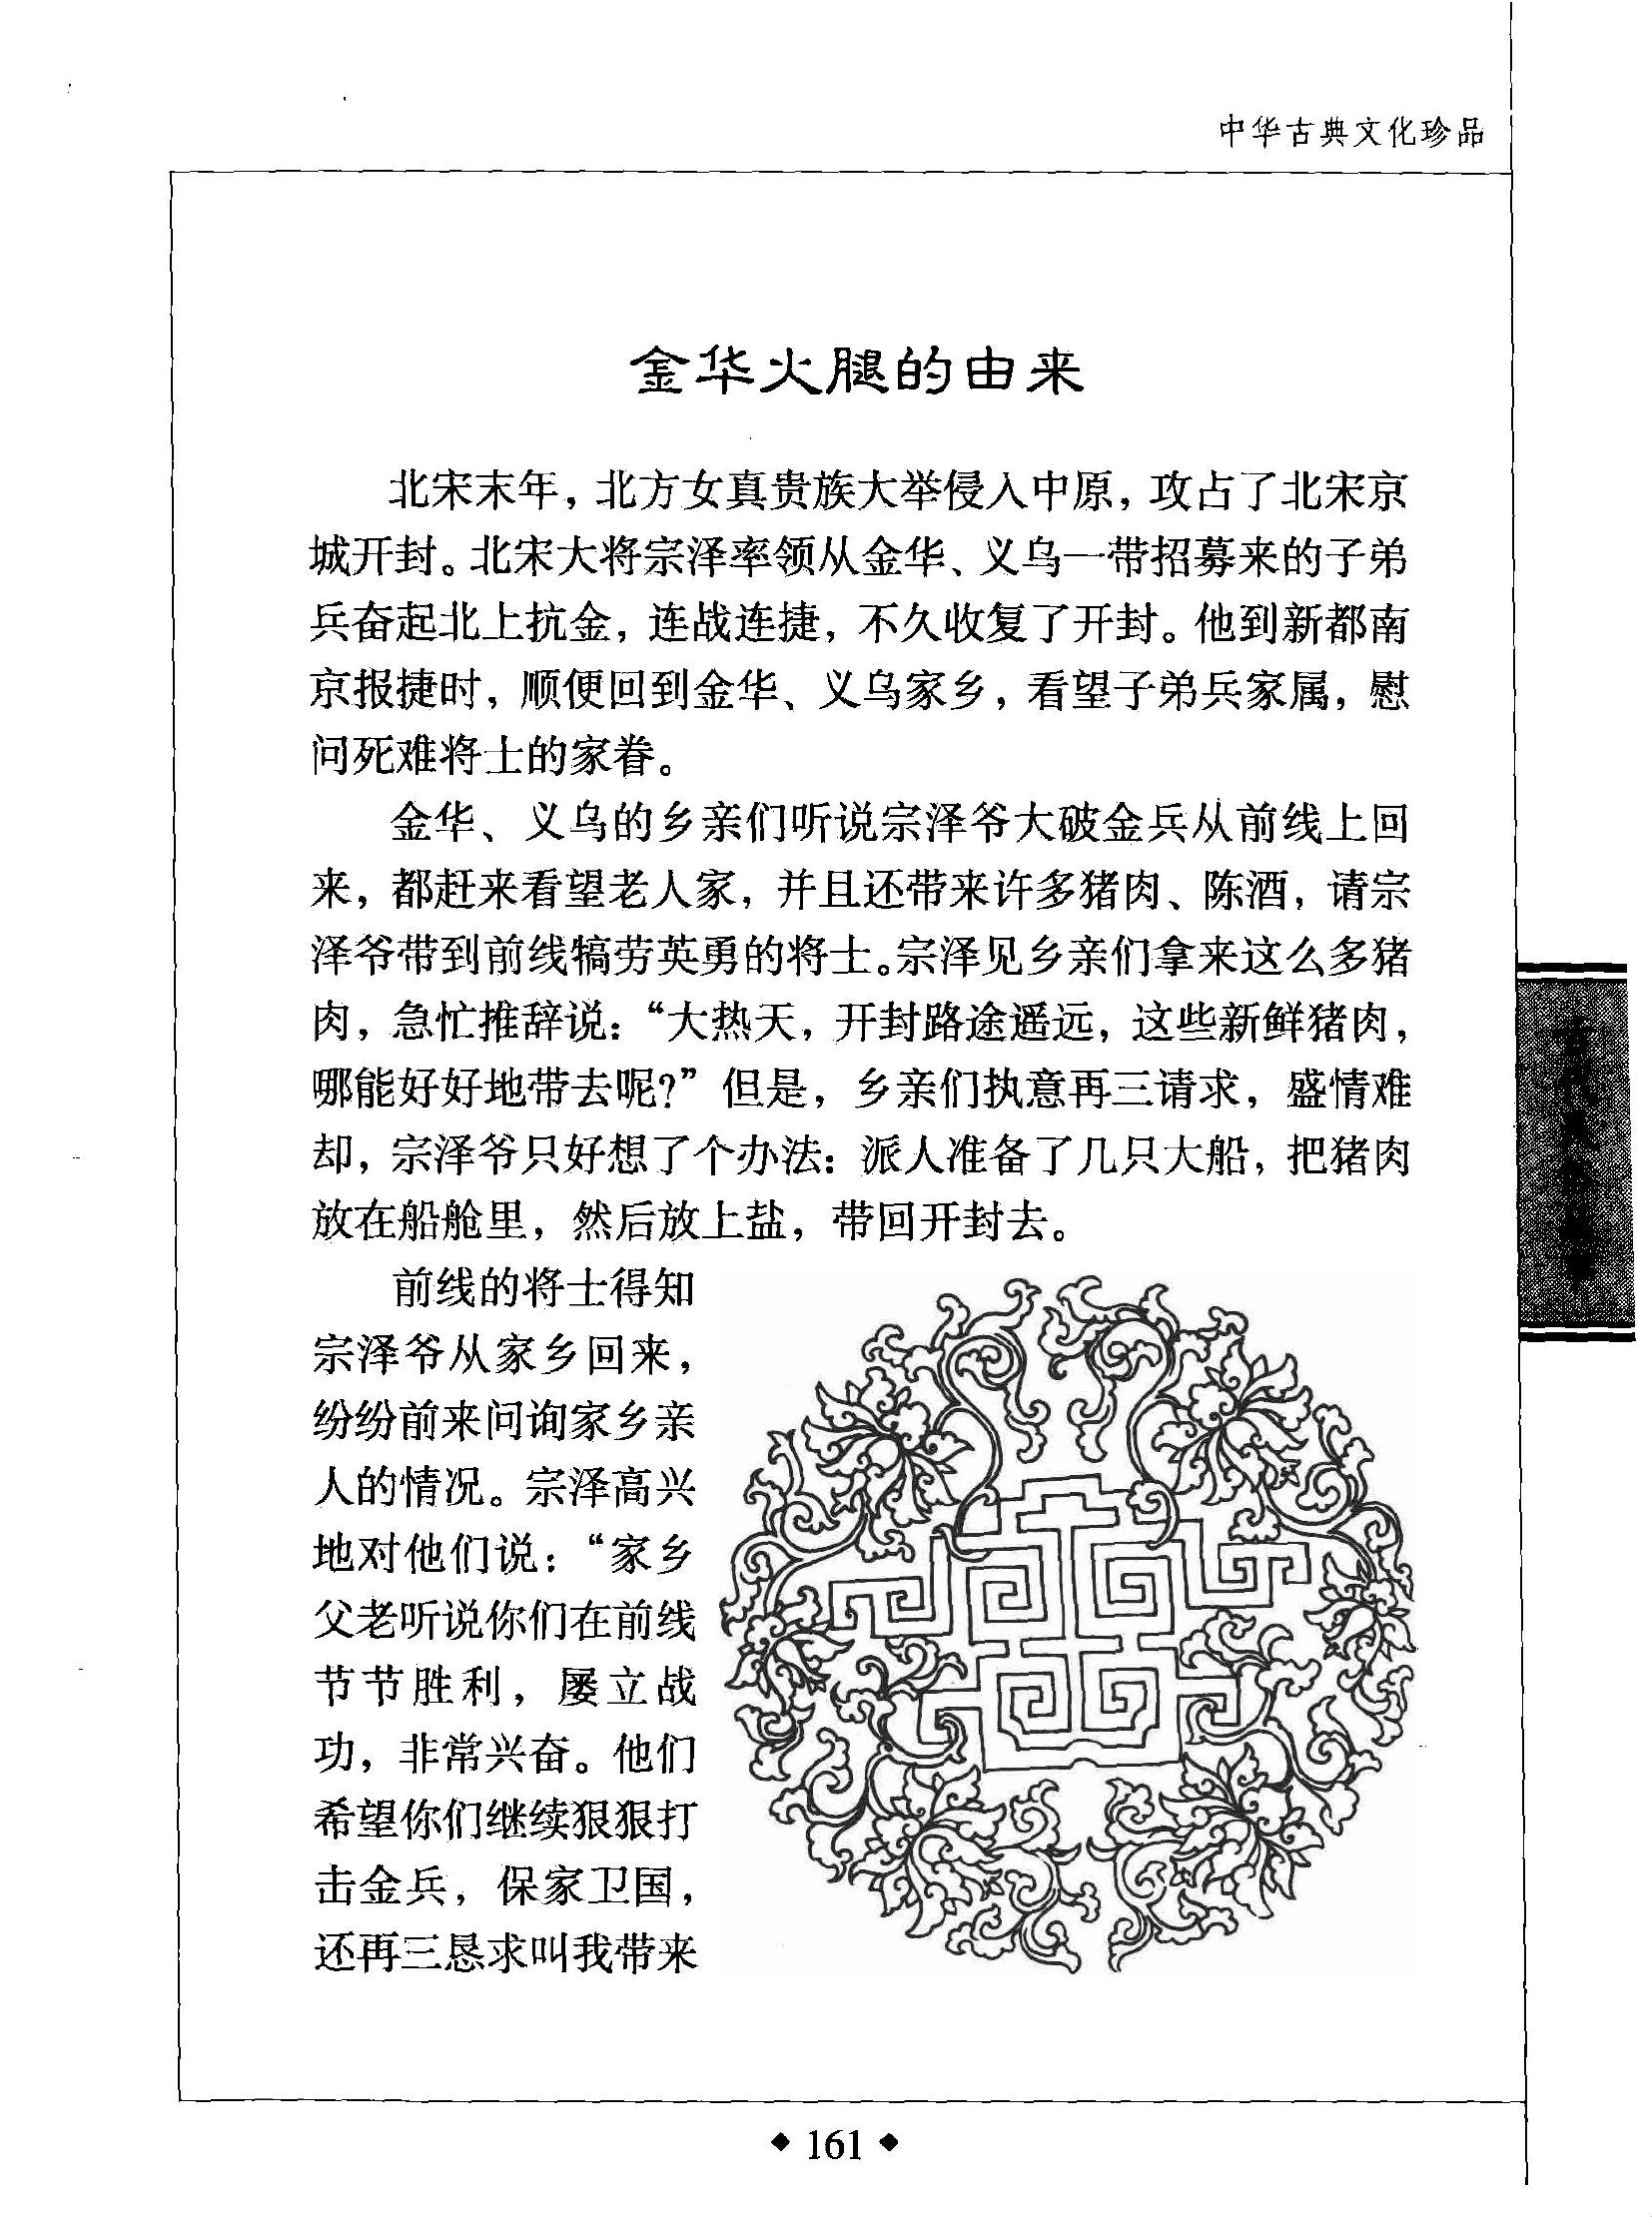 中华古典文化珍品
金华火腿的由来
北宋末年，北方女真贵族大举侵入中原，攻占了北宋京
城开封。北宋大将宗泽率领从金华、义乌一带招募来的子弟
兵奋起北上抗金，连战连捷，不久收复了开封。他到新都南
京报捷时，顺便回到金华、义乌家乡，看望子弟兵家属，慰
问死难将士的家眷。
金华、义乌的乡亲们听说宗泽爷大破金兵从前线上回
来，都赶来看望老人家，并且还带来许多猪肉、陈酒，请宗
泽爷带到前线犒劳英勇的将士。宗泽见乡亲们拿来这么多猪
肉，急忙推辞说：“大热天，开封路途遥远，这些新鲜猪肉，
哪能好好地带去呢？”但是，乡亲们执意再三请求，盛情难
却，宗泽爷只好想了个办法：派人准备了几只大船，把猪肉
放在船舱里，然后放上盐，带回开封去。
前线的将士得知
宗泽爷从家乡回来，
纷纷前来问询家乡亲
人的情况。宗泽高兴
地对他们说：“家乡
父老听说你们在前线
节节胜利，屡立战
功，非常兴奋。他们
希望你们继续狠狠打
击金兵，保家卫国，
还再三恳求叫我带来
◆ 161 ◆